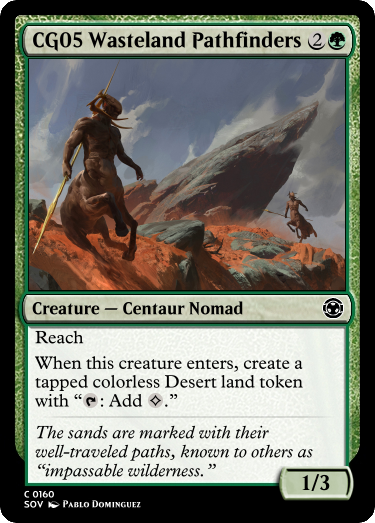 CG05 Wasteland Pathfinders 2
Creature — Centaur Nomad
Reach
When this creature enters, create a
tapped colorless Desert land token
with “: Add .”
The sands are marked with their
well-traveled paths, known to others as
“impassable wilderness.”
1/3
C 0160
SOV Pablo Dominguez